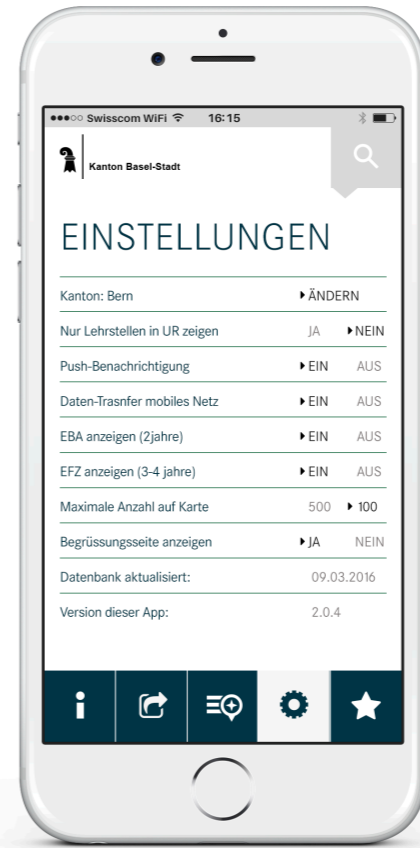 Swisscom WiFi 16:15
Kanton Basel-Stadt
EINSTELLUNGEN
Kanton: Bern ÄNDERN
Nur Lehrstellen in UR zeigen JA NEIN
Push-Benachrichtigung EIN AUS
Daten-Trasnfer mobiles Netz EIN AUS
EBA anzeigen (2jahre) EIN AUS
EFZ anzeigen (3-4 jahre) EIN AUS
Maximale Anzahl auf Karte 500 100
Begrüssungsseite anzeigen JA NEIN
Datenbank aktualisiert: 09.03.2016
Version dieser App: 2.0.4